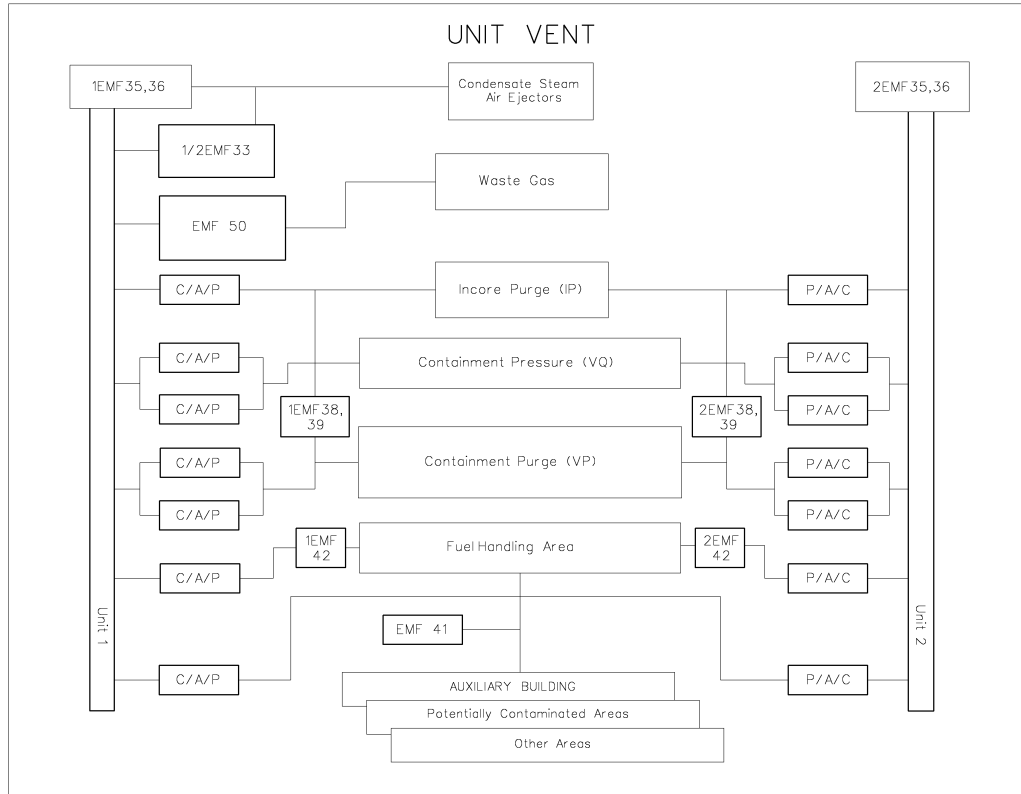 UNIT VENT
1EMF35,36
Condensate Steam
Air Ejectors
2EMF35,36
1/2EMF33
Waste Gas
EMF 50
C/A/P
Incore Purge (IP)
P/A/C
C/A/P
Containment Pressure (VQ)
P/A/C
C/A/P
1EMF38,
39
2EMF38,
39
P/A/C
C/A/P
Containment Purge (VP)
P/A/C
C/A/P
P/A/C
1EMF
42
Fuel Handling Area
2EMF
42
C/A/P
P/A/C
Unit 1
EMF 41
Unit 2
C/A/P
AUXILIARY BUILDING
P/A/C
Potentially Contaminated Areas
Other Areas